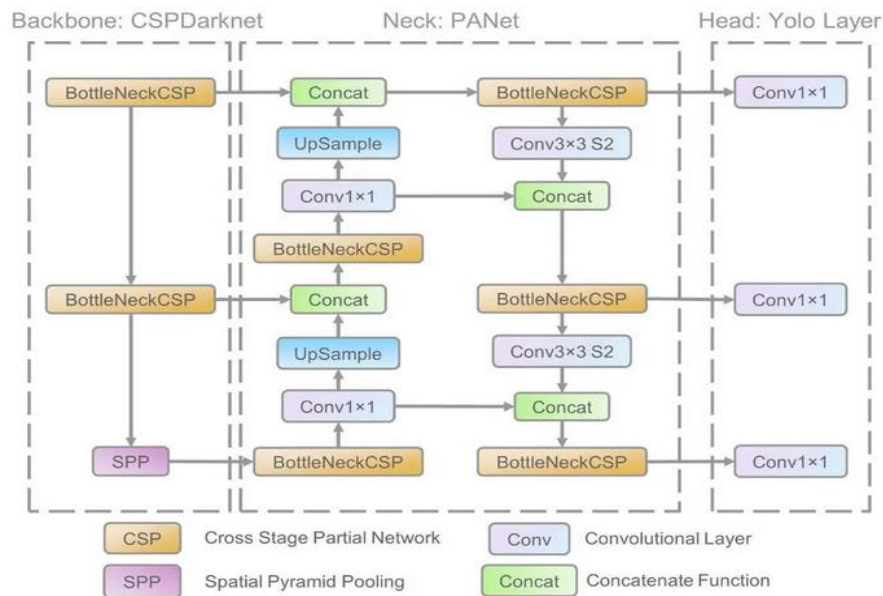 Backbone: CSPDarknet
Neck: PANet
Head: Yolo Layer
BottleNeckCSP
Concat
BottleNeckCSP
Conv1×1
UpSample
Conv3×3 S2
Conv1×1
Concat
BottleNeckCSP
BottleNeckCSP
Concat
BottleNeckCSP
Conv1×1
UpSample
Conv3×3 S2
Conv1×1
Concat
SPP
BottleNeckCSP
BottleNeckCSP
Conv1×1
CSP
Cross Stage Partial Network
Conv
Convolutional Layer
SPP
Spatial Pyramid Pooling
Concat
Concatenate Function